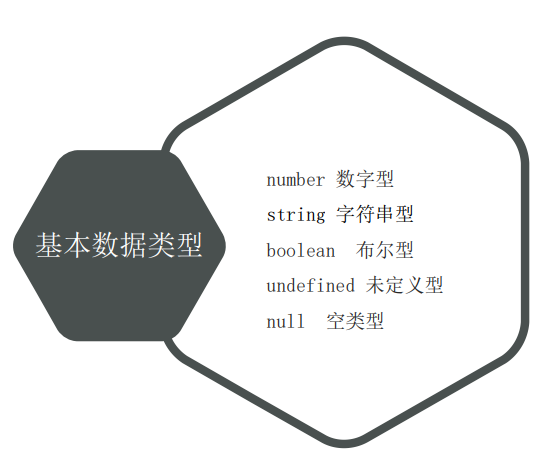 基本数据类型
number 数字型
string 字符串型
boolean  布尔型
undefined 未定义型
null  空类型